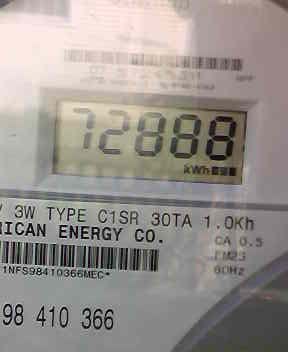 72888
kWh
3W TYPE C1SR 30TA 1.0Kh
RICAN ENERGY CO.
CA 0.5
FM2S
60Hz
1NFS98410366MEC*
98 410 366